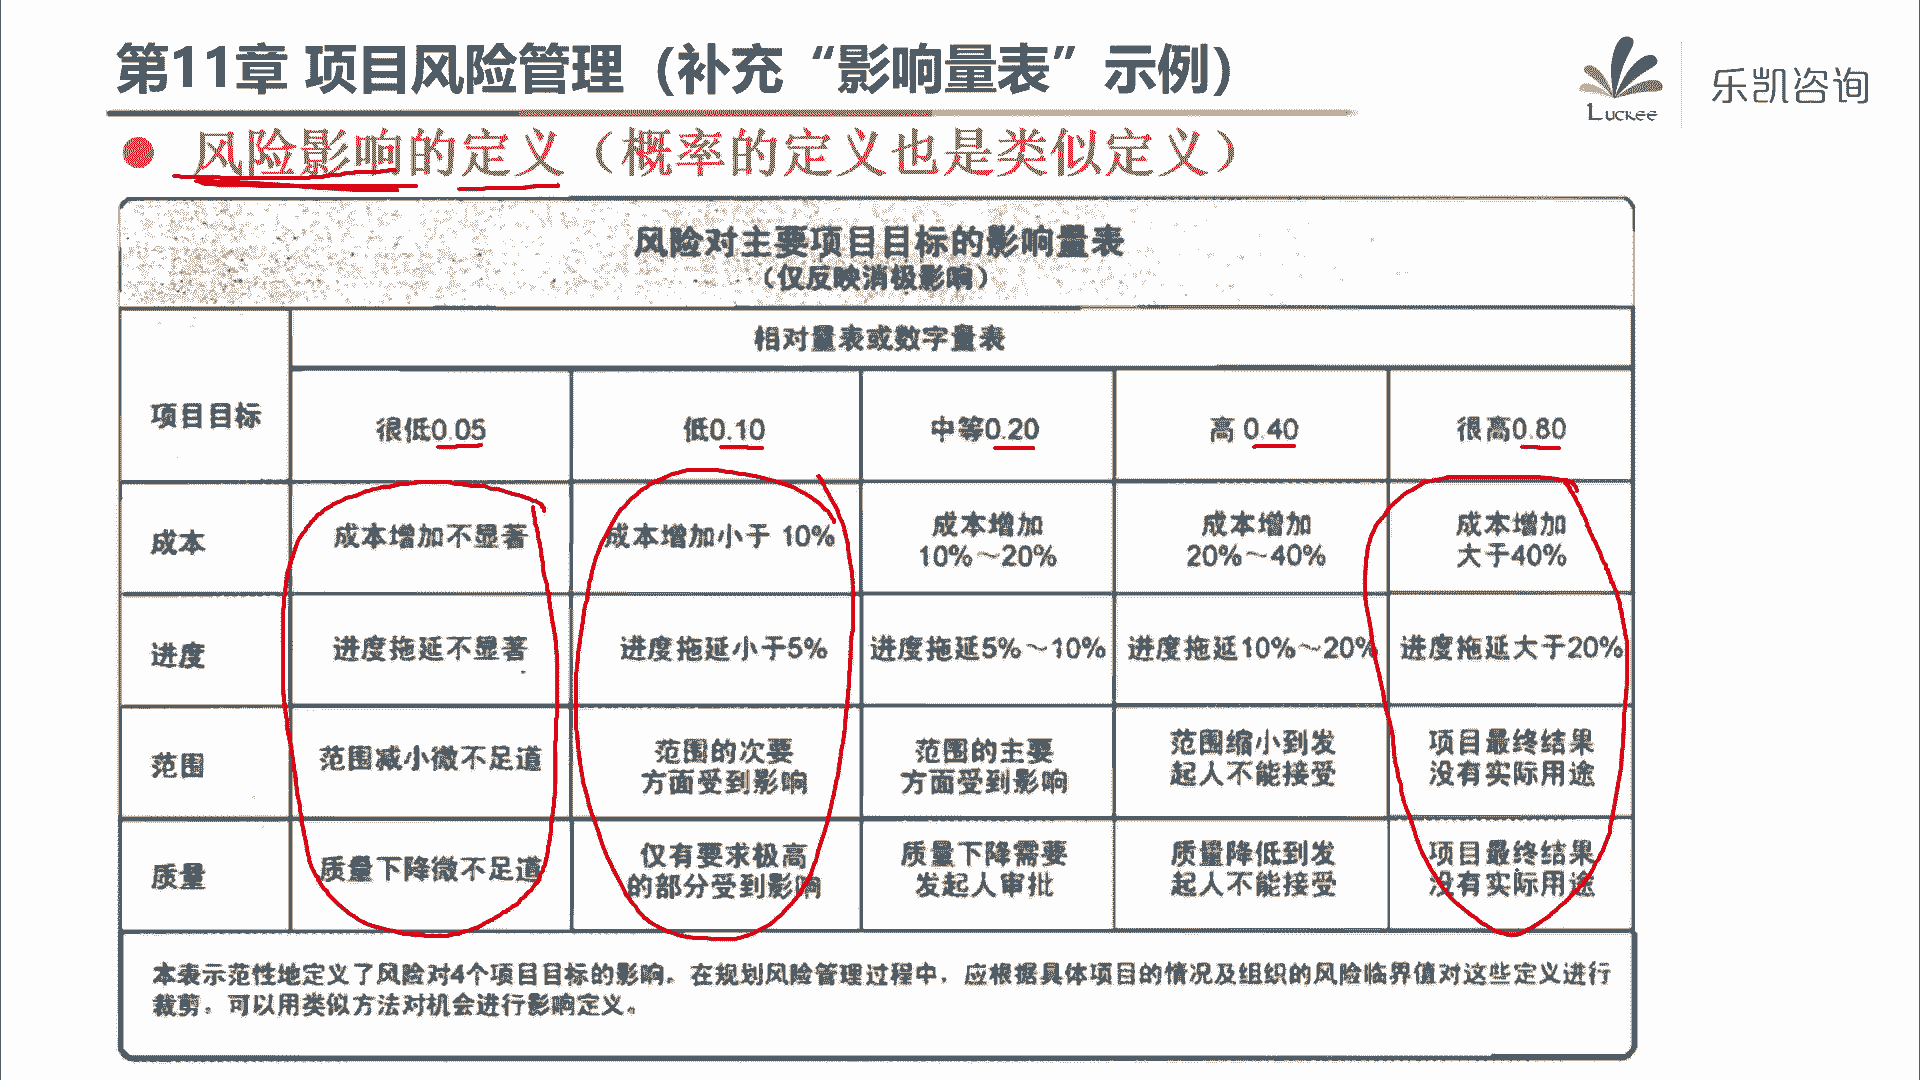 第11章 项目风险管理（补充“影响量表”示例）
LUCKEE
乐凯咨询
风险影响的定义（概率的定义也是类似定义）
风险对主要项目目标的影响量表
（仅反映消极影响）
项目目标
相对量表或数字量表
很低0.05
低0.10
中等0.20
高 0.40
很高0.80
成本
成本增加不显著
成本增加小于 10%
成本增加
10%～20%
成本增加
20%～40%
成本增加
大于40%
进度
进度拖延不显著
进度拖延小于5%
进度拖延5%～10%
进度拖延10%～20%
进度拖延大于20%
范围
范围减小微不足道
范围的次要
方面受到影响
范围的主要
方面受到影响
范围缩小到发
起人不能接受
项目最终结果
没有实际用途
质量
质量下降微不足道
仅有要求极高
的部分受到影响
质量下降需要
发起人审批
质量降低到发
起人不能接受
项目最终结果
没有实际用途
本表示范性地定义了风险对4个项目目标的影响。在规划风险管理过程中，应根据具体项目的情况及组织的风险临界值对这些定义进行
裁剪。可以用类似方法对机会进行影响定义。